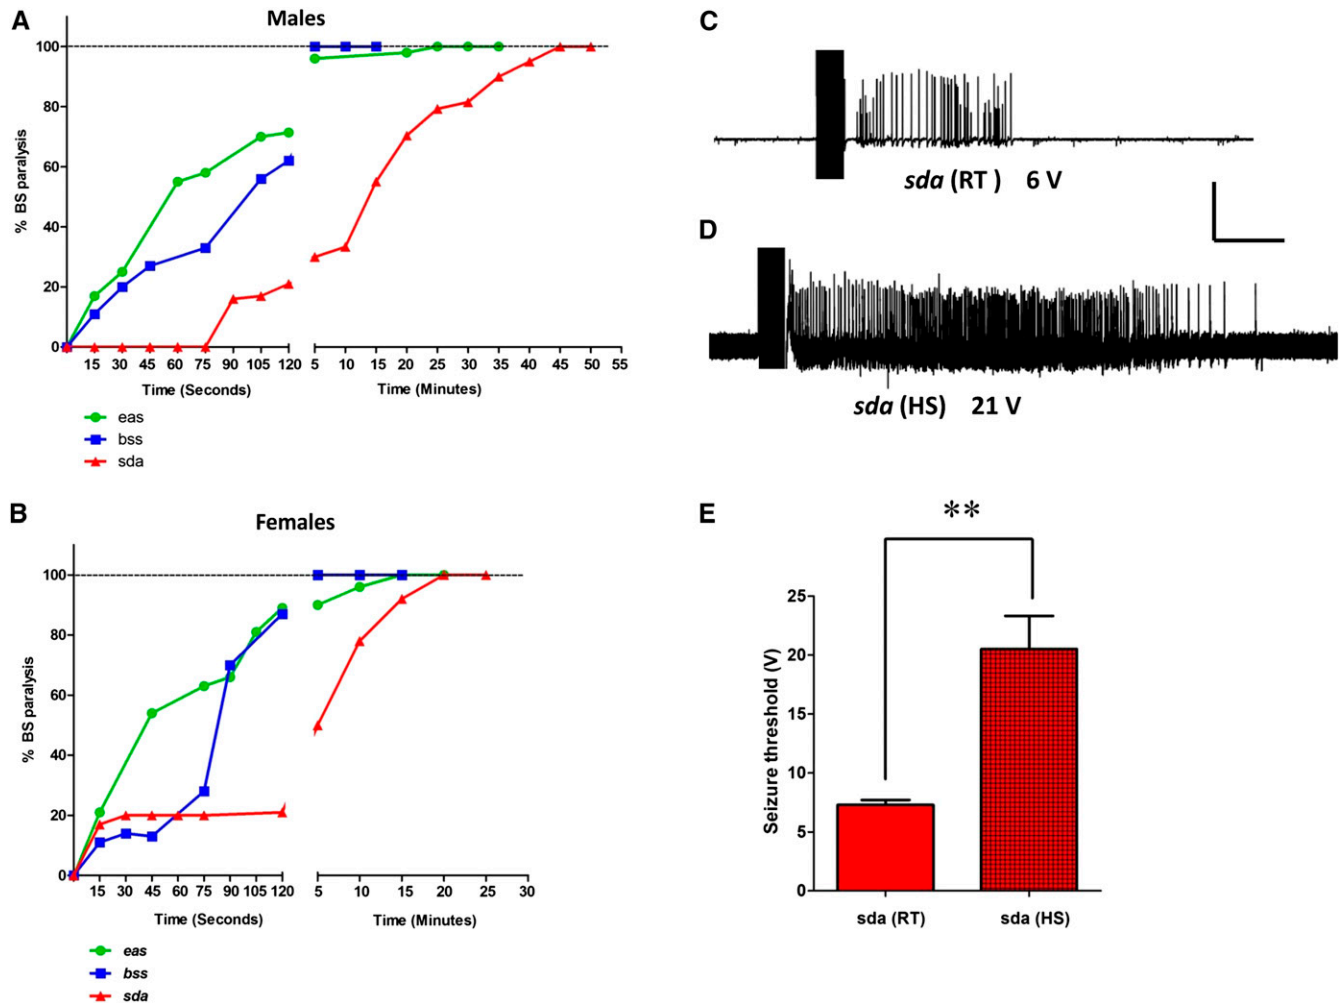 A
Males
100
80
60
40
20
0
% BS paralysis
15 30 45 60 75 90 105 120
5 10 15 20 25 30 35 40 45 50 55
Time (Seconds)
Time (Minutes)
eas
bss
sda
B
Females
100
80
60
40
20
0
% BS paralysis
15 30 45 60 75 90 105 120
5 10 15 20 25 30
Time (Seconds)
Time (Minutes)
eas
bss
sda
C
sda (RT ) 6 V
D
sda (HS) 21 V
E
**
25
20
15
10
5
0
Seizure threshold (V)
sda (RT)
sda (HS)